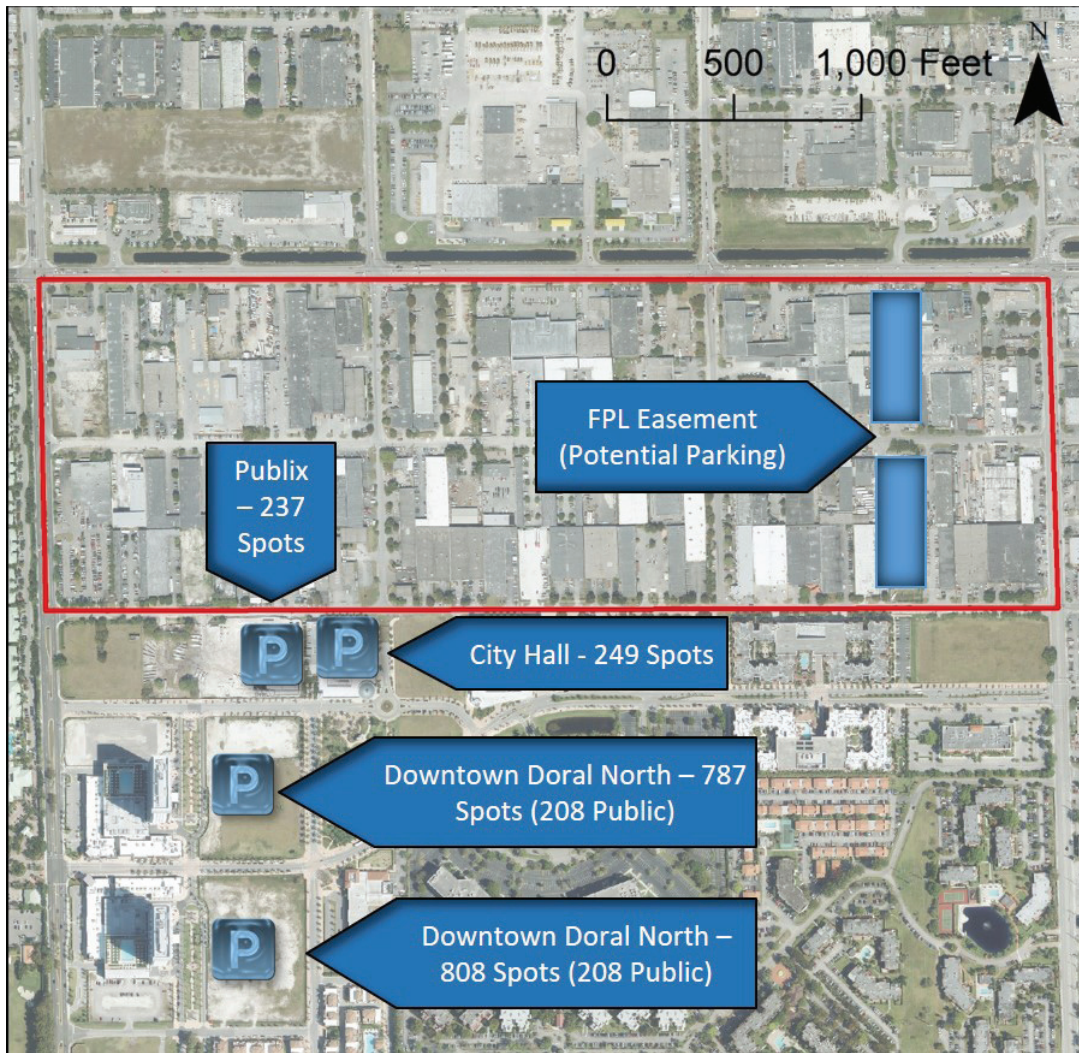 N
0 500 1,000 Feet
FPL Easement
(Potential Parking)
Publix
– 237
Spots
P
P
City Hall - 249 Spots
P
Downtown Doral North – 787
Spots (208 Public)
P
Downtown Doral North –
808 Spots (208 Public)